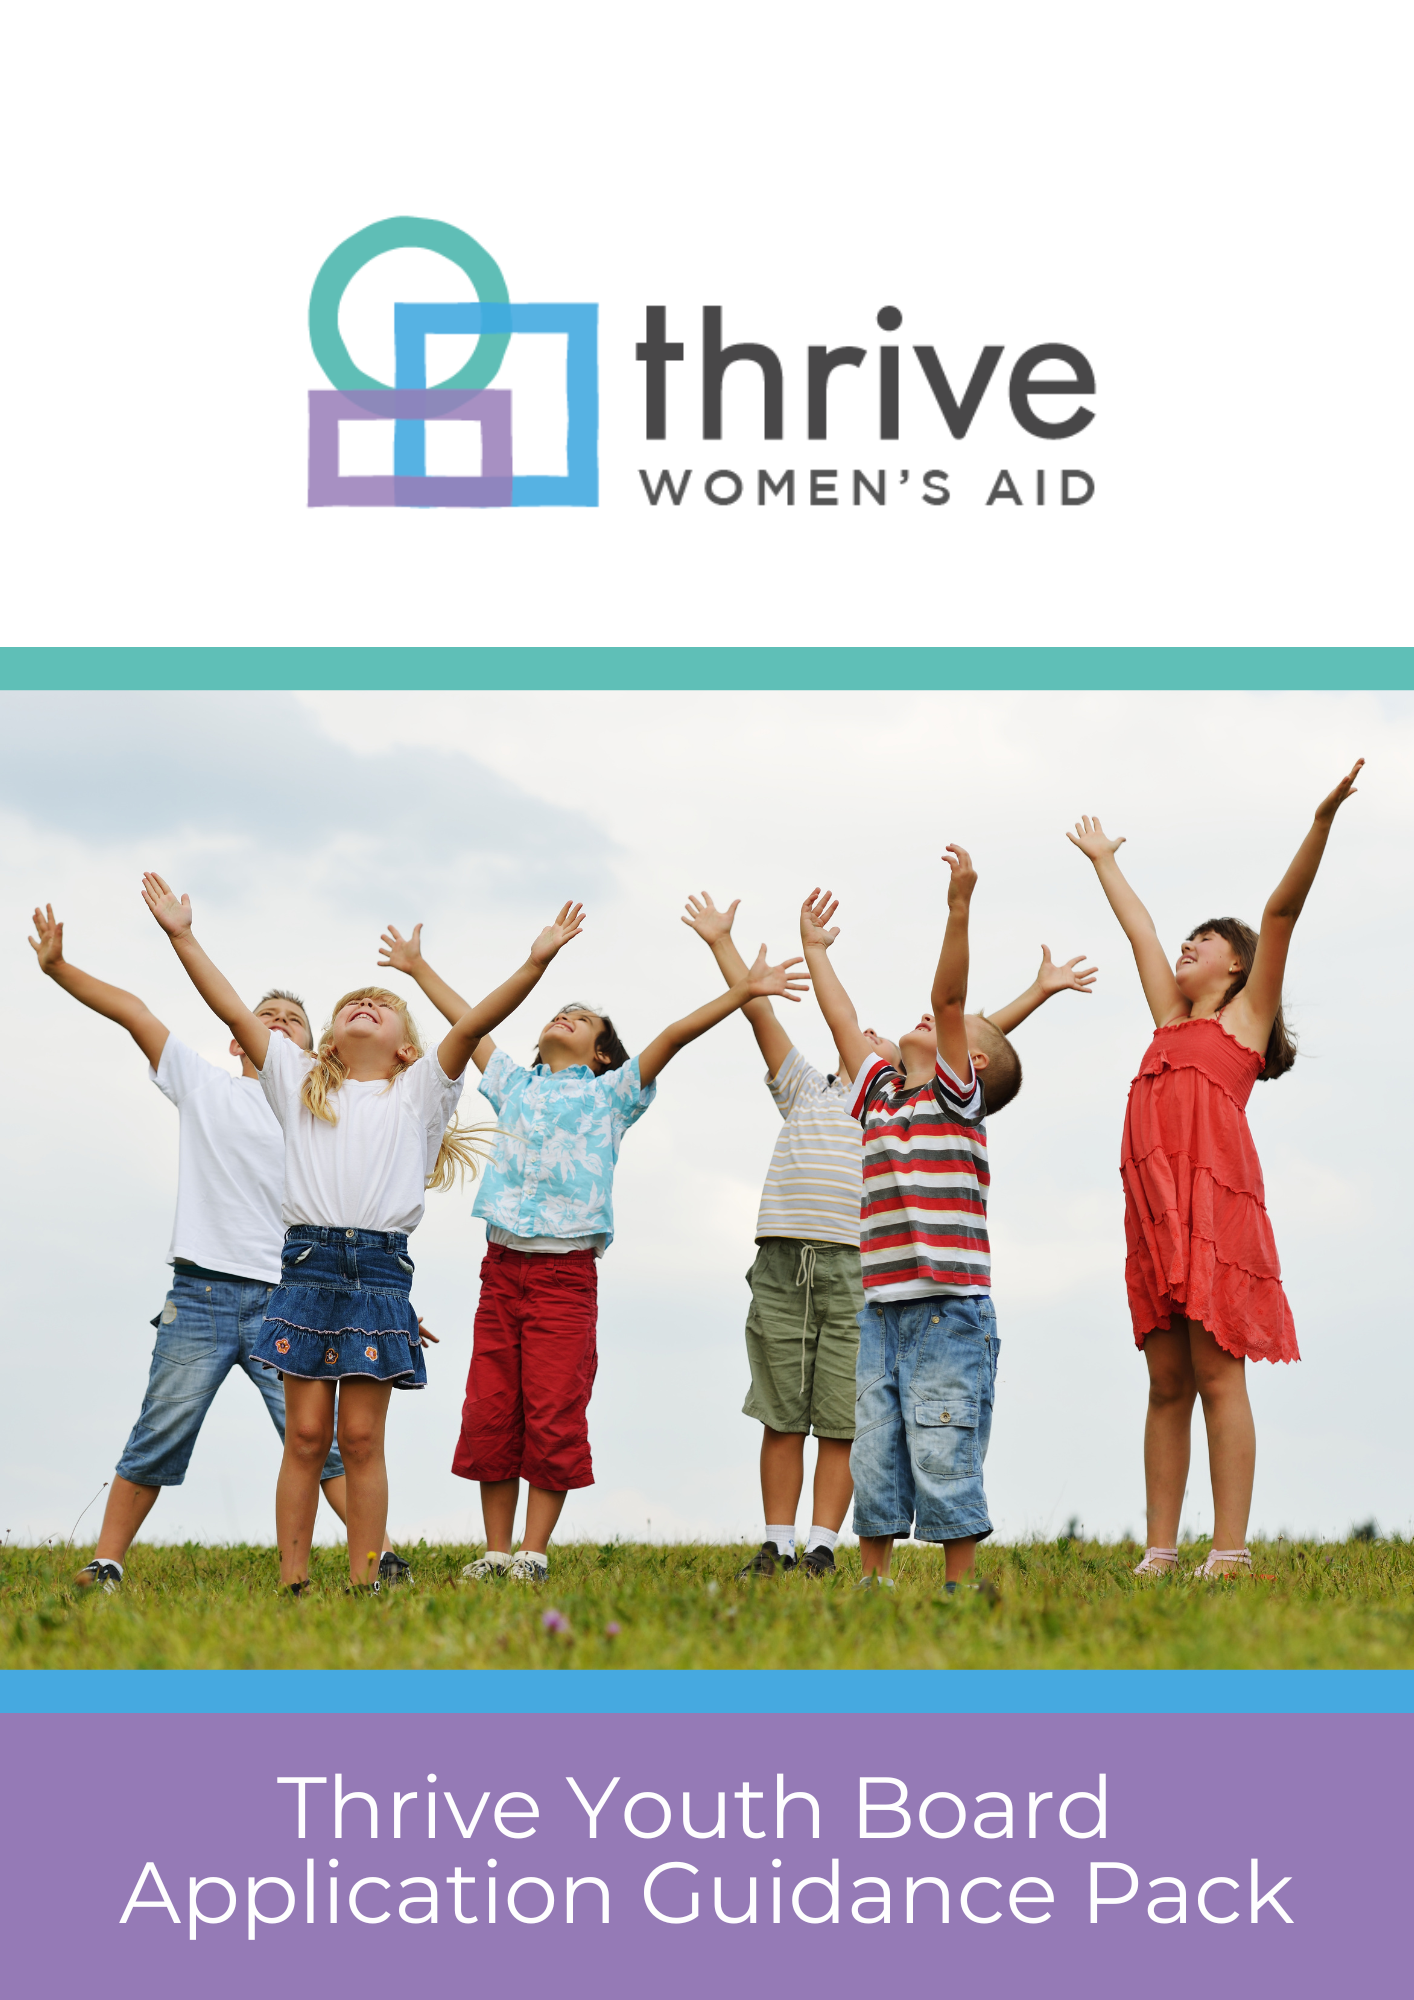 thrive
WOMEN'S AID
Thrive Youth Board
Application Guidance Pack